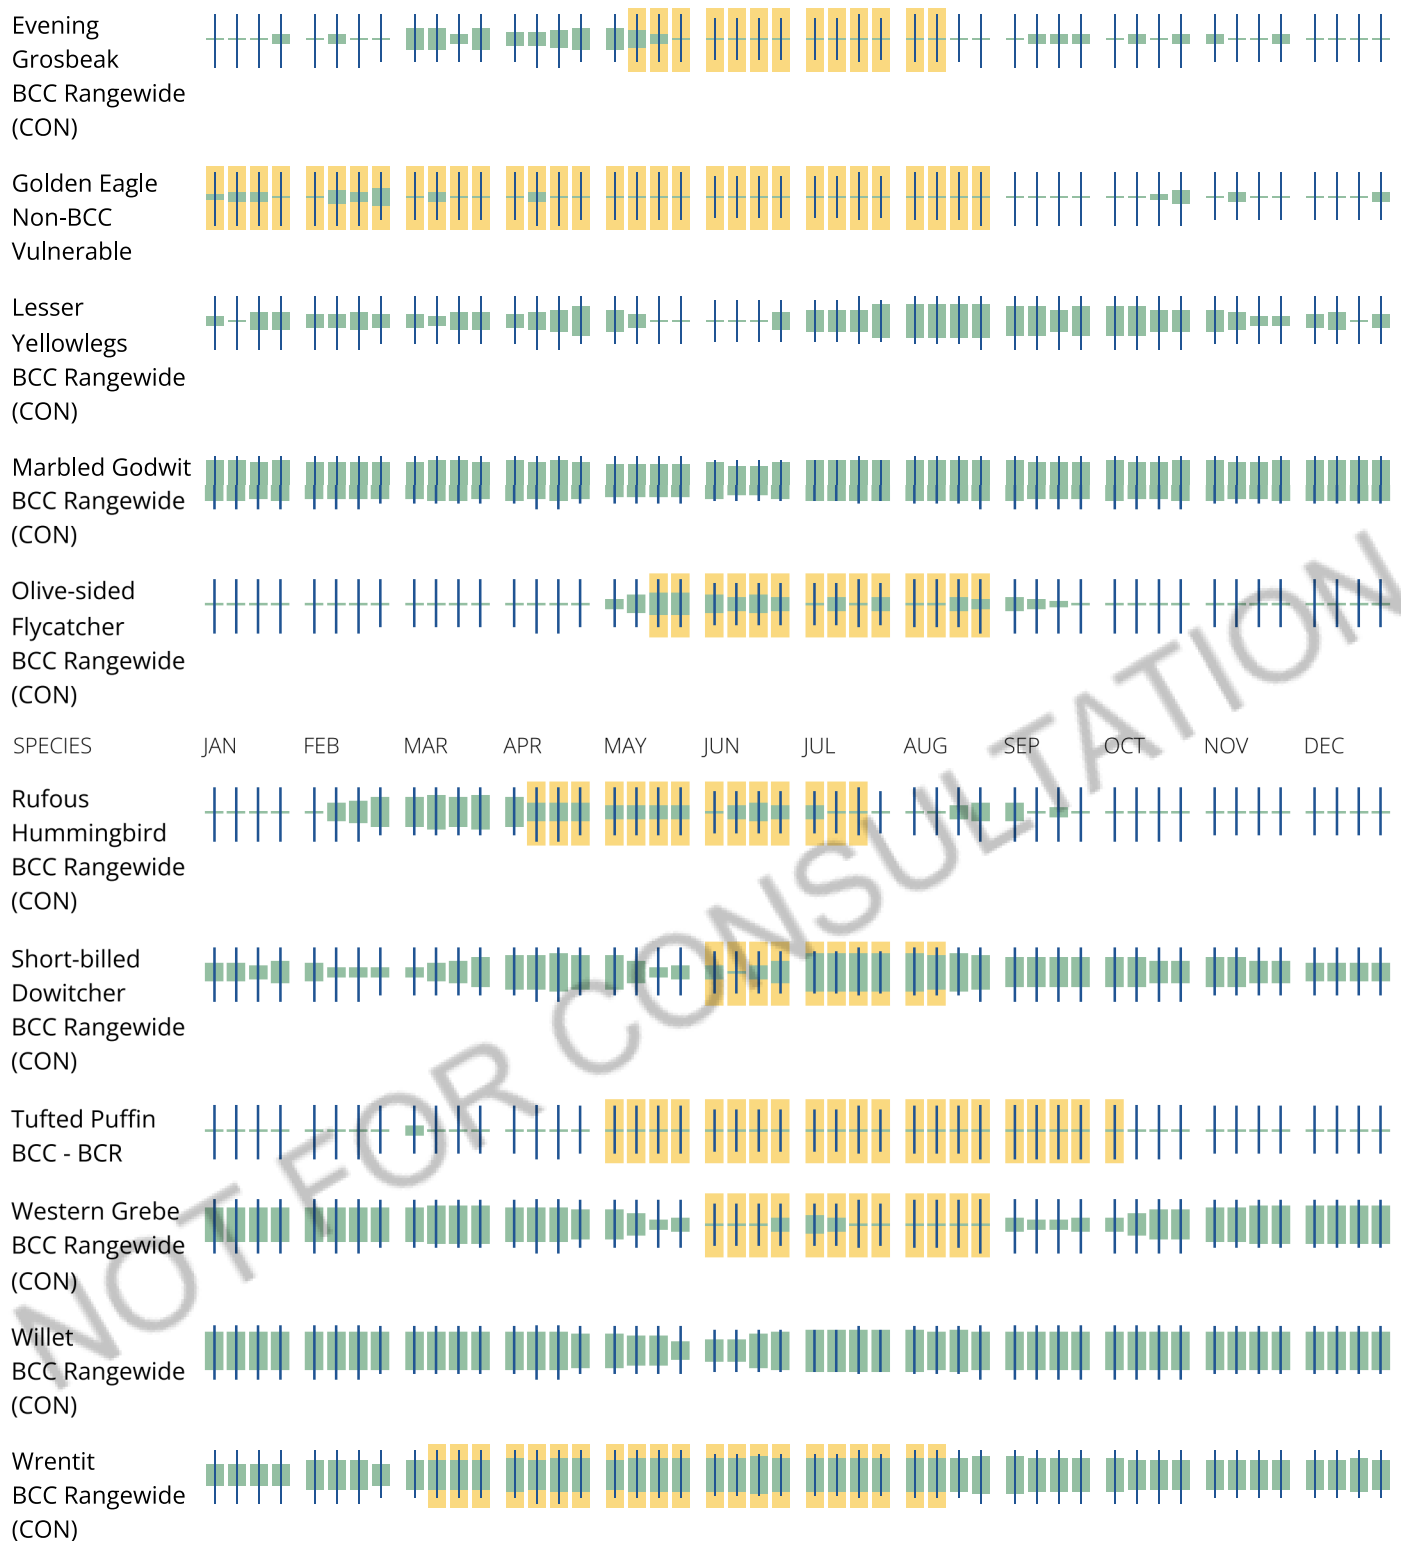 Evening
Grosbeak
BCC Rangewide
(CON)
Golden Eagle
Non-BCC
Vulnerable
Lesser
Yellowlegs
BCC Rangewide
(CON)
Marbled Godwit
BCC Rangewide
(CON)
Olive-sided
Flycatcher
BCC Rangewide
(CON)
SPECIES JAN FEB MAR APR MAY JUN JUL AUG SEP OCT NOV DEC
Rufous
Hummingbird
BCC Rangewide
(CON)
Short-billed
Dowitcher
BCC Rangewide
(CON)
Tufted Puffin
BCC - BCR
Western Grebe
BCC Rangewide
(CON)
Willet
BCC Rangewide
(CON)
Wrentit
BCC Rangewide
(CON)
NOT FOR CONSULTATION